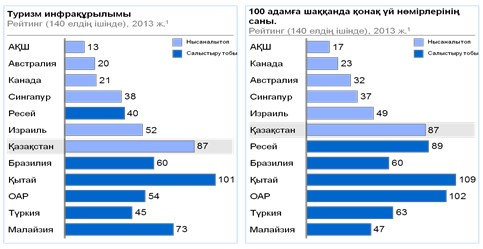 Туризм инфрақұрылымы
Рейтинг (140 елдің ішінде), 2013 ж.¹
Нысаналытоп
Салыстыру тобы
АҚШ 13
Австралия 20
Канада 21
Сингапур 38
Ресей 40
Израиль 52
Қазақстан 87
Бразилия 60
Қытай 101
ОАР 54
Түркия 45
Малайзия 73
100 адамға шаққанда қонақ үй нөмірлерінің
саны.
Рейтинг (140 елдің ішінде), 2013 ж.¹
Нысаналытоп
Салыстыру тобы
АҚШ 17
Канада 23
Австралия 32
Сингапур 37
Израиль 49
Қазақстан 87
Ресей 89
Бразилия 60
Қытай 109
ОАР 102
Түркия 63
Малайзия 47